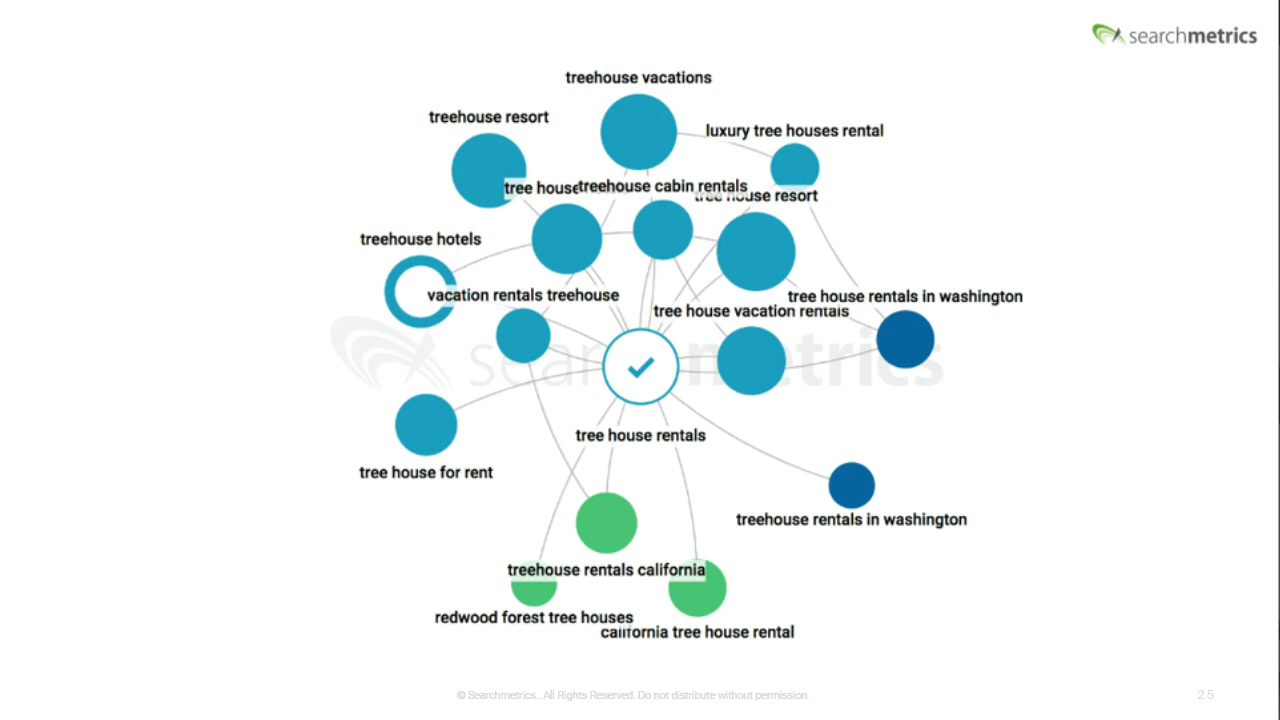 searchmetrics
treehouse vacations
treehouse resort
luxury tree houses rental
tree house
treehouse cabin rentals
tree house resort
treehouse hotels
vacation rentals treehouse
tree house rentals in washington
tree house vacation rentals
searchmetrics
tree house rentals
tree house for rent
treehouse rentals in washington
treehouse rentals california
redwood forest tree houses
california tree house rental
© Searchmetrics.. All Rights Reserved. Do not distribute without permission.
25